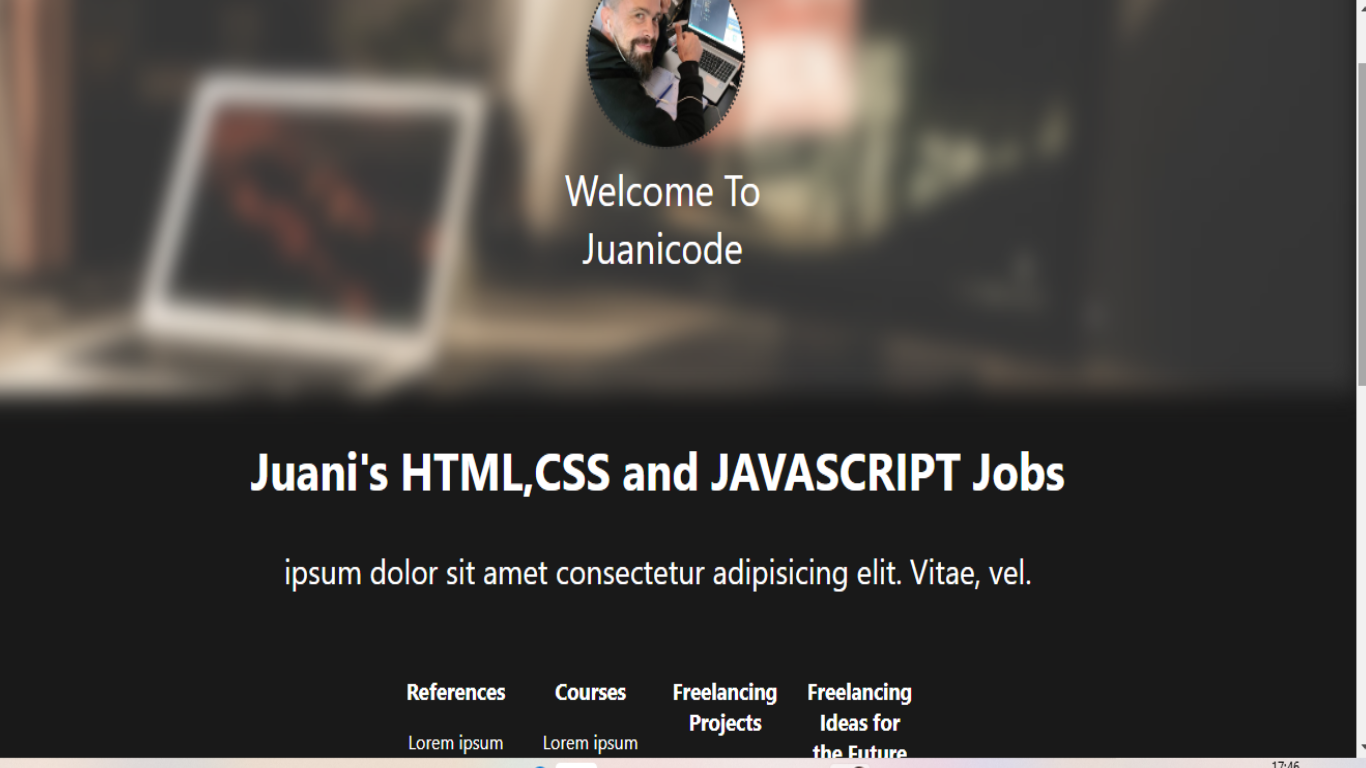 Welcome To
Juanicode
Juani's HTML,CSS and JAVASCRIPT Jobs
ipsum dolor sit amet consectetur adipisicing elit. Vitae, vel.
References
Lorem ipsum
Courses
Lorem ipsum
Freelancing
Projects
Freelancing
Ideas for
the Future
17:46